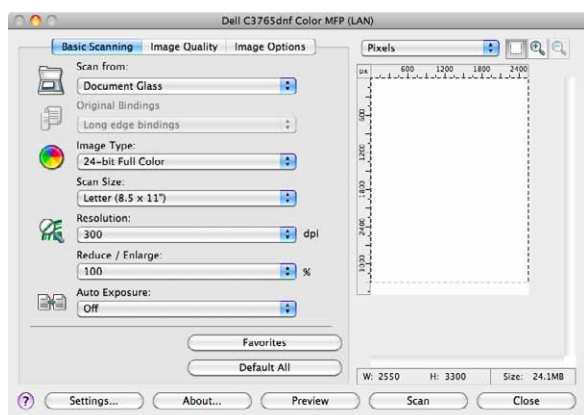 Dell C3765dnf Color MFP (LAN)
Basic Scanning Image Quality Image Options
Scan from:
Document Glass
Original Bindings
Long edge bindings
Image Type:
24-bit Full Color
Scan Size:
Letter (8.5 x 11")
Resolution:
300 dpi
Reduce / Enlarge:
100 %
Auto Exposure:
Off
Favorites
Default All
Pixels
px 600 1200 1800 2400
600
1200
1800
2400
3000
W: 2550 H: 3300 Size: 24.1MB
? Settings... About... Preview Scan Close